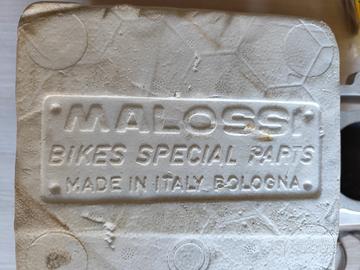 MALOSSI
BIKES SPECIAL PARTS
MADE IN ITALY BOLOGNA